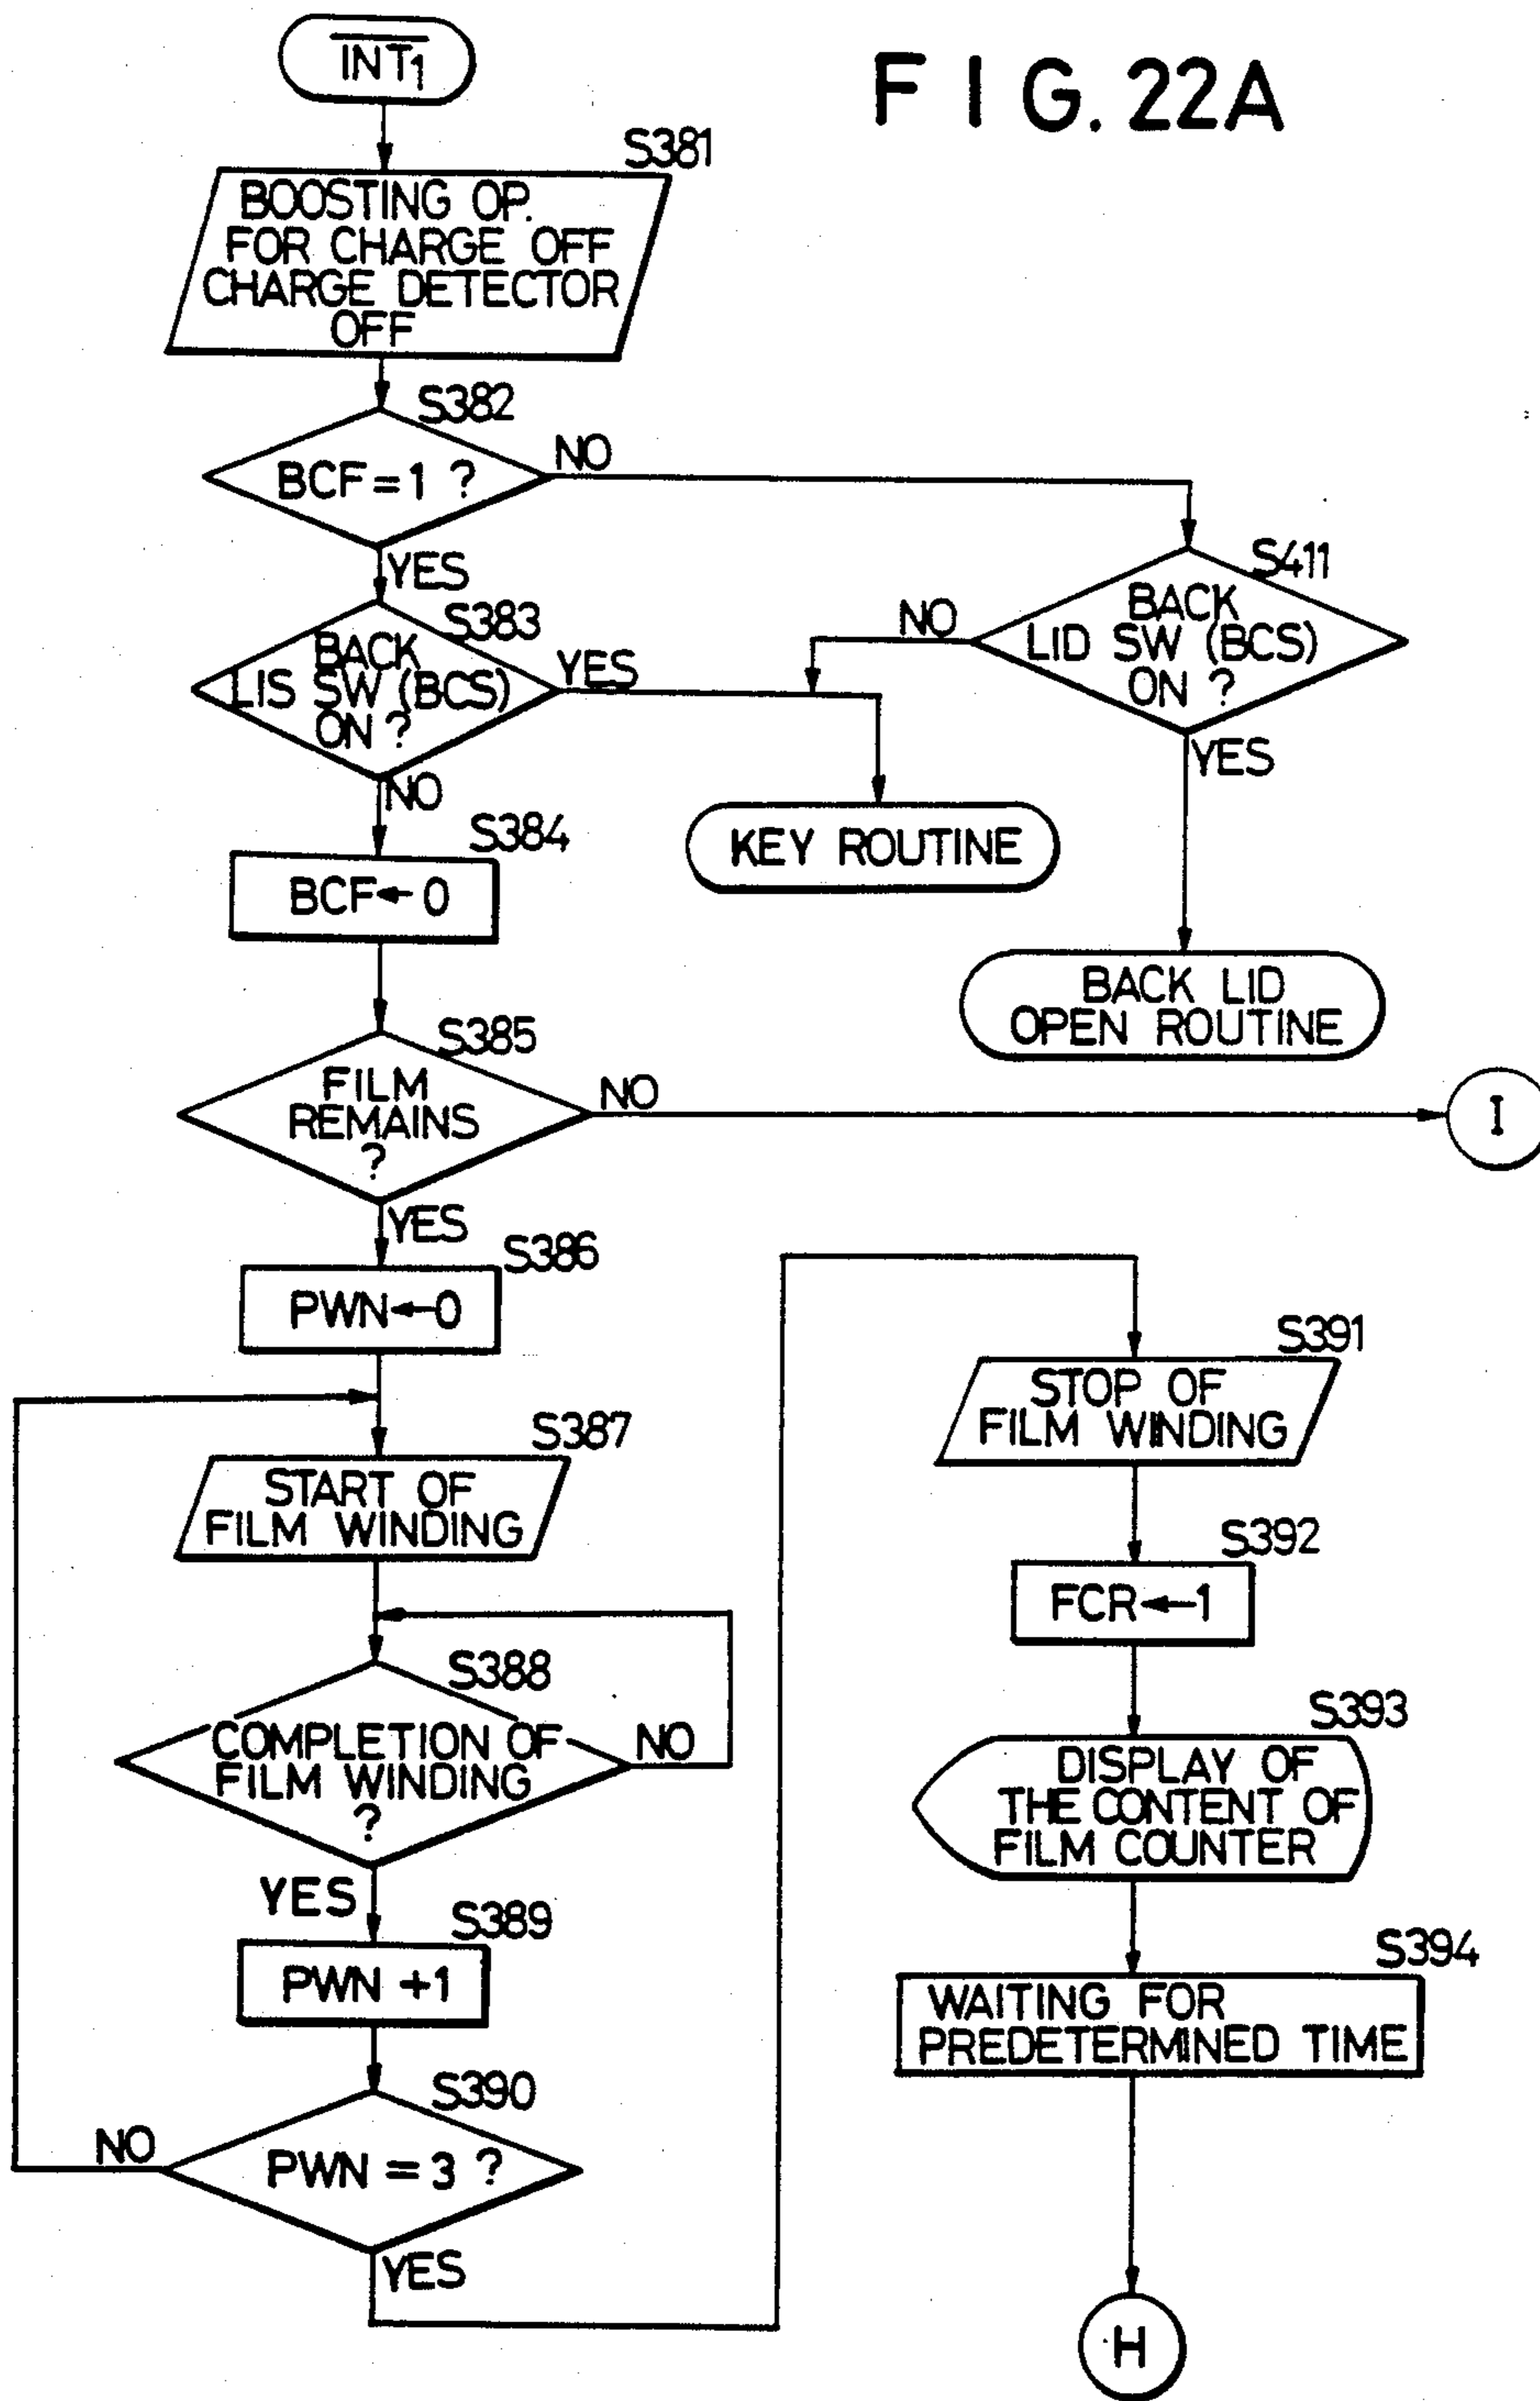 F I G. 22A
INT1
S381
BOOSTING OP.
FOR CHARGE OFF
CHARGE DETECTOR
OFF
S382
BCF=1 ?
NO
YES
S383
BACK
LIS SW (BCS)
ON ?
YES
NO
S411
BACK
LID SW (BCS)
ON ?
NO
YES
KEY ROUTINE
BACK LID
OPEN ROUTINE
S384
BCF←0
S385
FILM
REMAINS
?
NO
I
YES
S386
PWN←0
S387
START OF
FILM WINDING
S388
COMPLETION OF
FILM WINDING
?
NO
YES
S389
PWN +1
S390
PWN = 3 ?
NO
YES
S391
STOP OF
FILM WINDING
S392
FCR←1
S393
DISPLAY OF
THE CONTENT OF
FILM COUNTER
S394
WAITING FOR
PREDETERMINED TIME
H